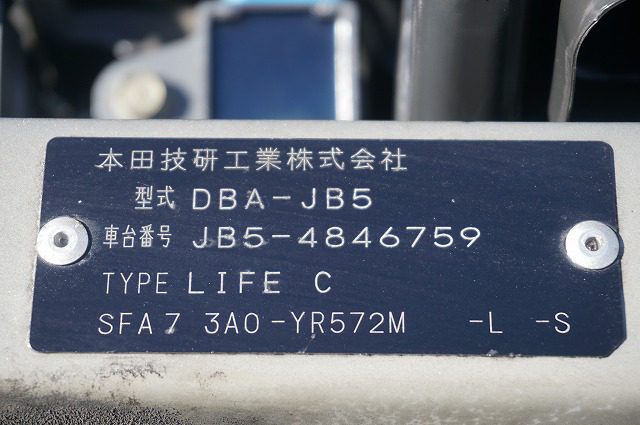 本田技研工業株式会社
型式 DBA-JB5
車台番号 JB5-4846759
TYPE LIFE C
SFA7 3A0-YR572M -L -S